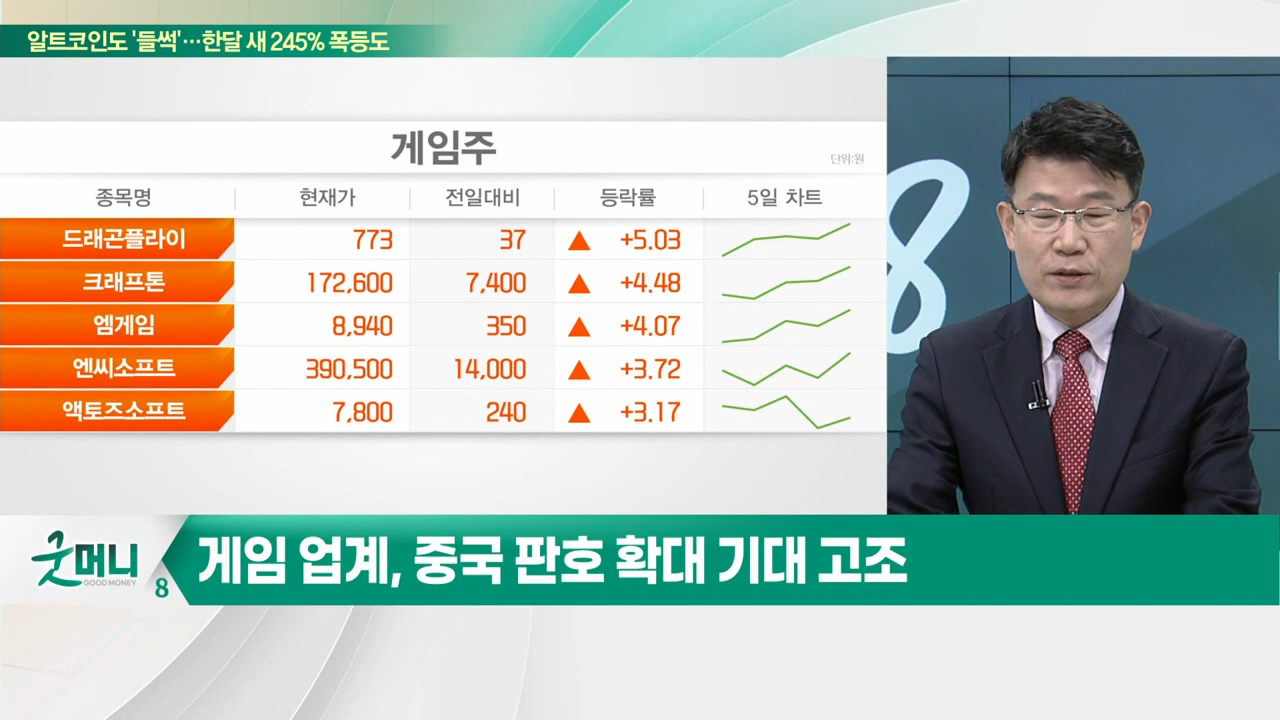 알트코인도 '들썩'…한달 새 245% 폭등도
게임주
단위:원
종목명 현재가 전일대비 등락률 5일 차트
드래곤플라이 773 37 ▲ +5.03
크래프톤 172,600 7,400 ▲ +4.48
엠게임 8,940 350 ▲ +4.07
엔씨소프트 390,500 14,000 ▲ +3.72
액토즈소프트 7,800 240 ▲ +3.17
8
굿머니
GOOD MONEY
8
게임 업계, 중국 판호 확대 기대 고조